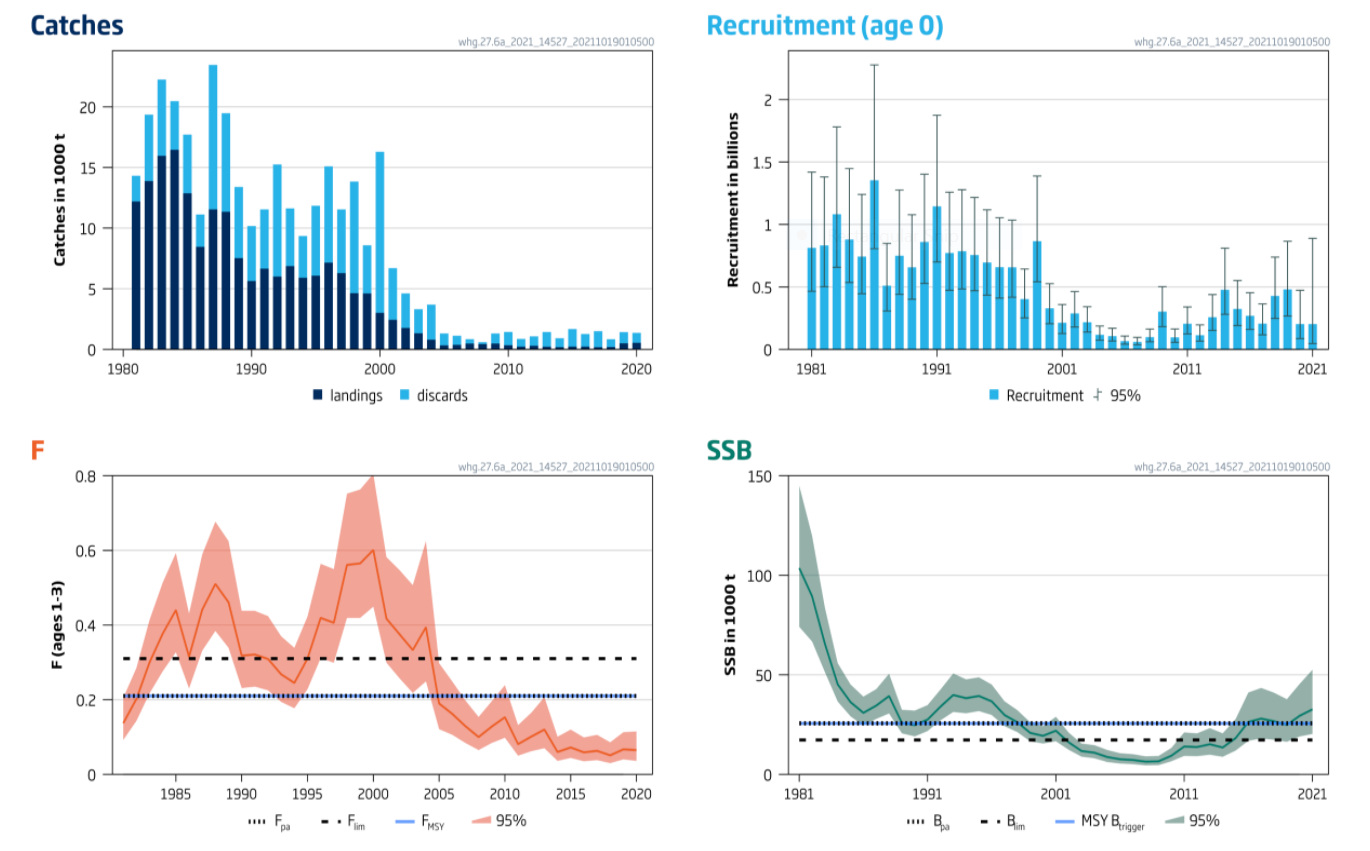 Catches
whg.27.6a_2021_14527_20211019010500
Catches in 1000 t
20
15
10
5
0
1980 1990 2000 2010 2020
landings discards
Recruitment (age 0)
whg.27.6a_2021_14527_20211019010500
Recruitment in billions
2
1.5
1
0.5
0
1981 1991 2001 2011 2021
Recruitment 95%
F
whg.27.6a_2021_14527_20211019010500
F (ages 1-3)
0.8
0.6
0.4
0.2
0
1985 1990 1995 2000 2005 2010 2015 2020
Fpa Flim FMSY 95%
SSB
whg.27.6a_2021_14527_20211019010500
SSB in 1000 t
150
100
50
0
1981 1991 2001 2011 2021
Bpa Blim MSY Btrigger 95%